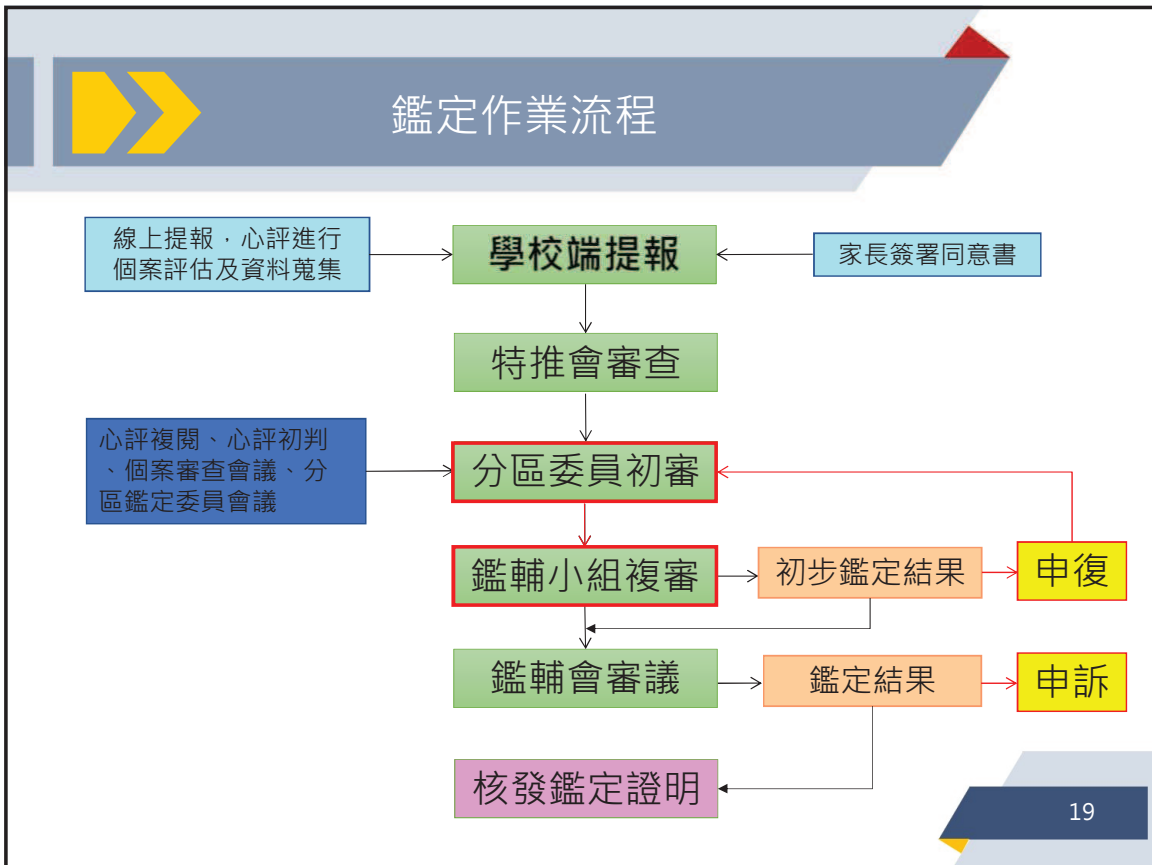 鑑定作業流程
線上提報，心評進行
個案評估及資料蒐集
學校端提報
家長簽署同意書
特推會審查
心評複閱、心評初判
、個案審查會議、分
區鑑定委員會議
分區委員初審
鑑輔小組複審
初步鑑定結果
申復
鑑輔會審議
鑑定結果
申訴
核發鑑定證明
19